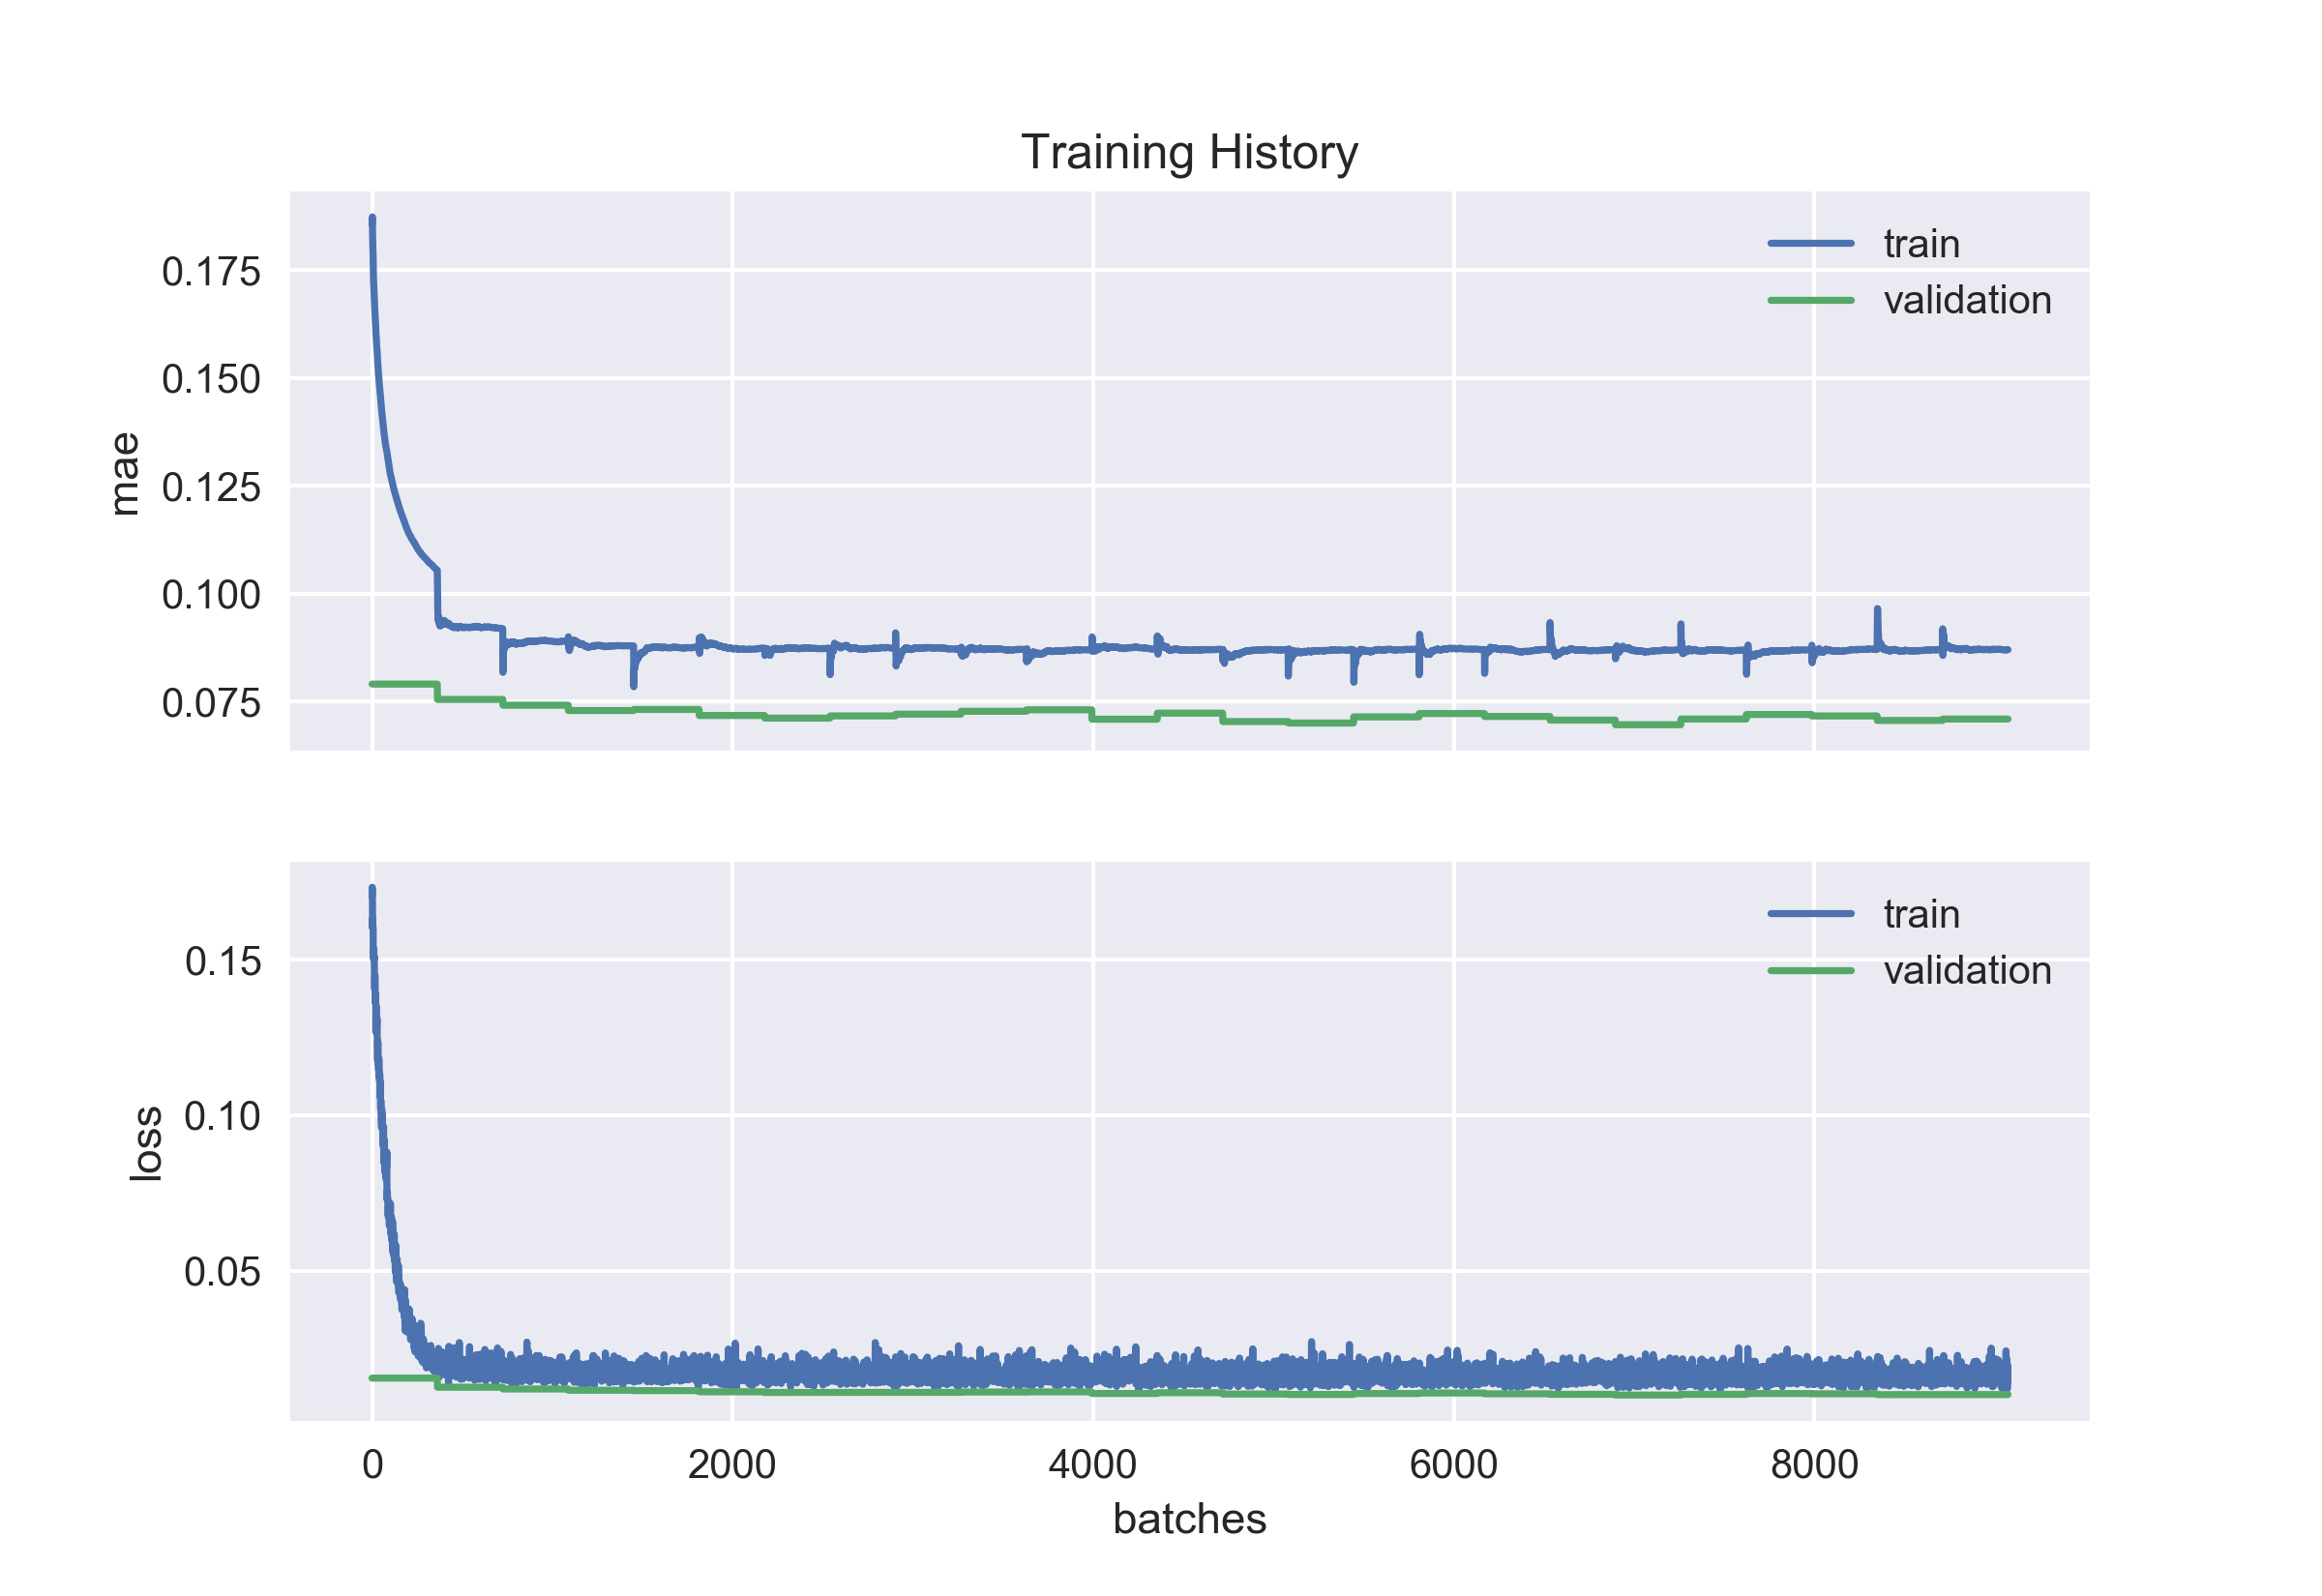 Training History
mae
0.175
0.150
0.125
0.100
0.075
train
validation
loss
0.15
0.10
0.05
train
validation
0 2000 4000 6000 8000
batches